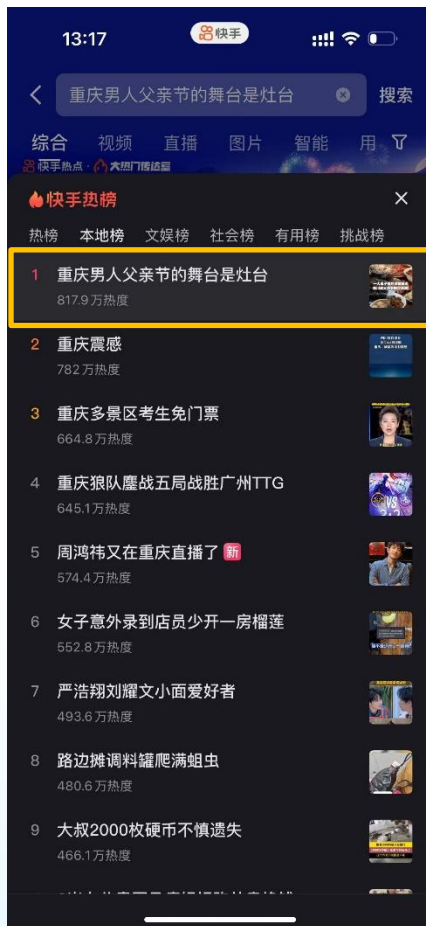 13:17
快手
重庆男人父亲节的舞台是灶台
搜索
综合 视频 直播 图片 智能 用
快手热点·大热门传达室
快手热榜
热榜 本地榜 文娱榜 社会榜 有用榜 挑战榜
1 重庆男人父亲节的舞台是灶台
817.9万热度
2 重庆震感
782万热度
3 重庆多景区考生免门票
664.8万热度
4 重庆狼队鏖战五局战胜广州TTG
645.1万热度
5 周鸿祎又在重庆直播了 新
574.4万热度
6 女子意外录到店员少开一房榴莲
552.8万热度
7 严浩翔刘耀文小面爱好者
493.6万热度
8 路边摊调料罐爬满蛆虫
480.6万热度
9 大叔2000枚硬币不慎遗失
466.1万热度